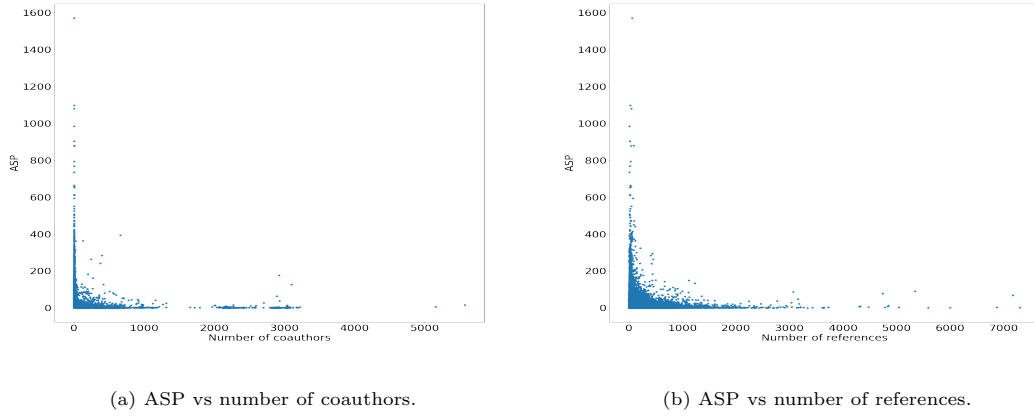 1600
1400
1200
1000
800
600
400
200
0
ASP
0 1000 2000 3000 4000 5000
Number of coauthors
(a) ASP vs number of coauthors.
1600
1400
1200
1000
800
600
400
200
0
ASP
0 1000 2000 3000 4000 5000 6000 7000
Number of references
(b) ASP vs number of references.